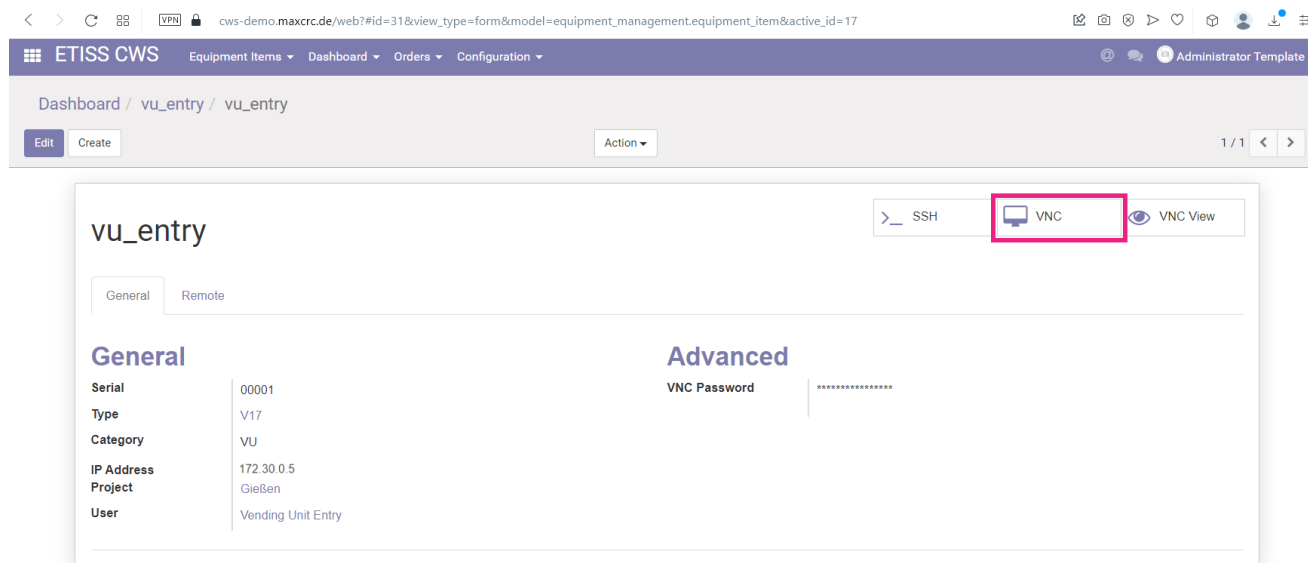 VPN cws-demo.maxcrc.de/web?#id=31&view_type=form&model=equipment_management.equipment_item&active_id=17
ETISS CWS Equipment Items Dashboard Orders Configuration @ Administrator Template
Dashboard / vu_entry / vu_entry
Edit Create Action 1 / 1
vu_entry
>_ SSH VNC VNC View
General Remote
General
Serial 00001
Type V17
Category VU
IP Address 172.30.0.5
Project Gießen
User Vending Unit Entry
Advanced
VNC Password ****************